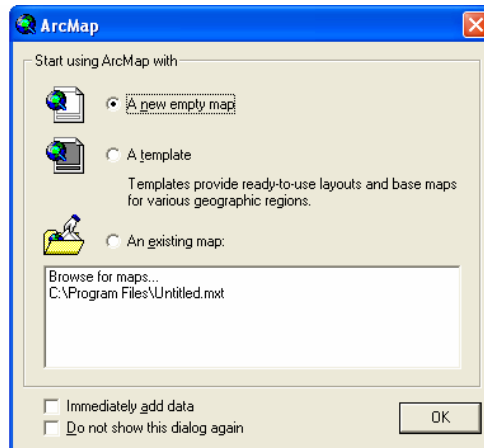 ArcMap
Start using ArcMap with
A new empty map
A template
Templates provide ready-to-use layouts and base maps
for various geographic regions.
An existing map:
Browse for maps...
C:\Program Files\Untitled.mxt
Immediately add data
Do not show this dialog again
OK